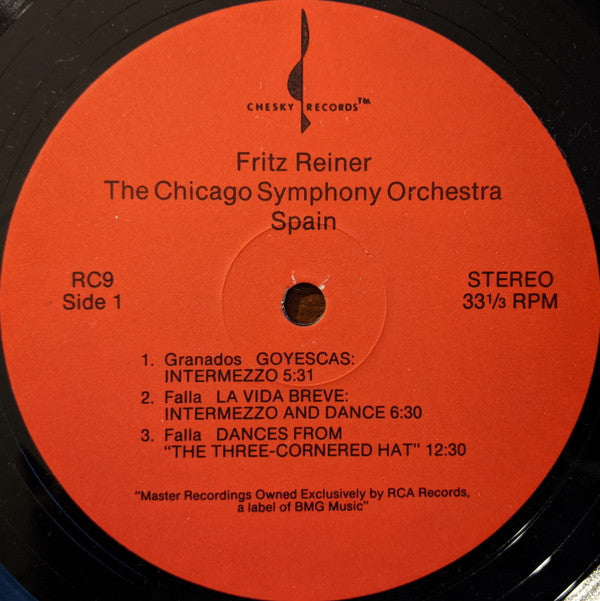 CHESKY RECORDS™
Fritz Reiner
The Chicago Symphony Orchestra
Spain
RC9
Side 1
STEREO
33 1/3 RPM
1. Granados GOYESCAS:
INTERMEZZO 5:31
2. Falla LA VIDA BREVE:
INTERMEZZO AND DANCE 6:30
3. Falla DANCES FROM
"THE THREE-CORNERED HAT" 12:30
"Master Recordings Owned Exclusively by RCA Records,
a label of BMG Music"